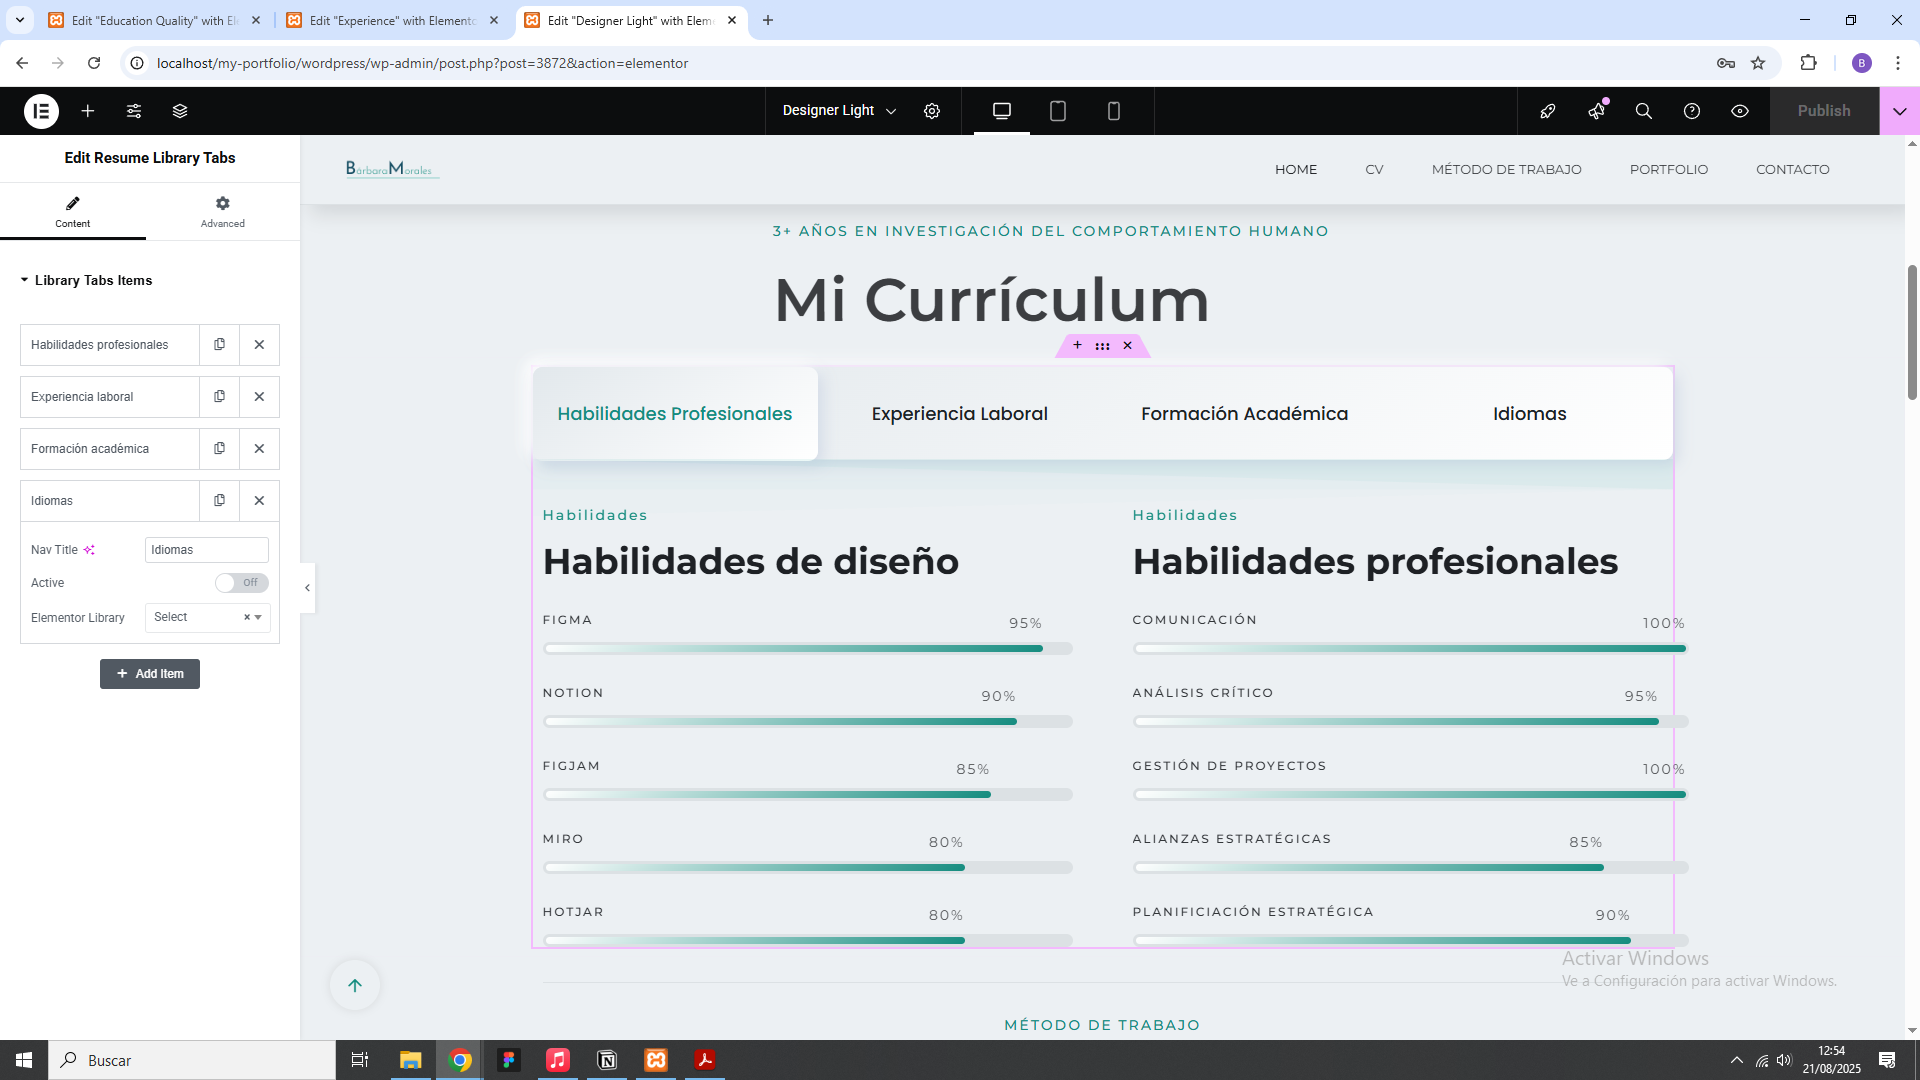 Edit "Education Quality" with El
Edit "Experience" with Elemento
Edit "Designer Light" with Elem
localhost/my-portfolio/wordpress/wp-admin/post.php?post=3872&action=elementor
B
Designer Light
Publish
Edit Resume Library Tabs
Content
Advanced
Library Tabs Items
Habilidades profesionales
Experiencia laboral
Formación académica
Idiomas
Nav Title
Idiomas
Active
Off
Elementor Library
Select
Add Item
BárbaraMorales
HOME
CV
MÉTODO DE TRABAJO
PORTFOLIO
CONTACTO
3+ AÑOS EN INVESTIGACIÓN DEL COMPORTAMIENTO HUMANO
Mi Currículum
Habilidades Profesionales
Experiencia Laboral
Formación Académica
Idiomas
Habilidades
Habilidades de diseño
FIGMA
95%
NOTION
90%
FIGJAM
85%
MIRO
80%
HOTJAR
80%
Habilidades
Habilidades profesionales
COMUNICACIÓN
100%
ANÁLISIS CRÍTICO
95%
GESTIÓN DE PROYECTOS
100%
ALIANZAS ESTRATÉGICAS
85%
PLANIFICIACIÓN ESTRATÉGICA
90%
Activar Windows
Ve a Configuración para activar Windows.
MÉTODO DE TRABAJO
Buscar
12:54
21/08/2025